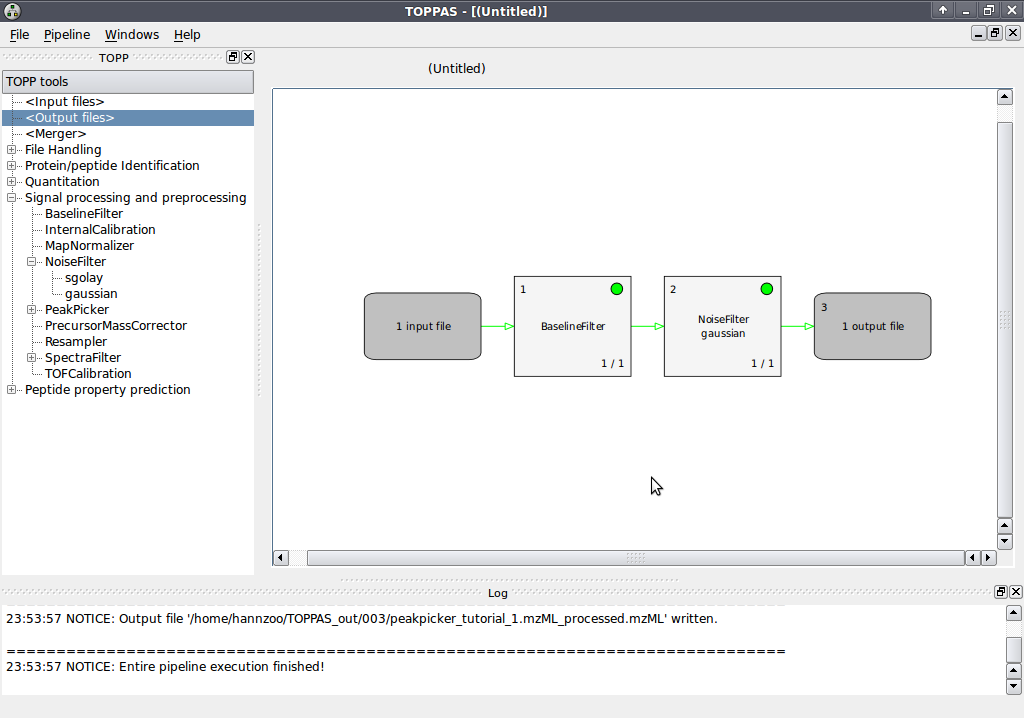 TOPPAS - [(Untitled)]
File Pipeline Windows Help
TOPP
TOPP tools
<Input files>
<Output files>
<Merger>
File Handling
Protein/peptide Identification
Quantitation
Signal processing and preprocessing
BaselineFilter
InternalCalibration
MapNormalizer
NoiseFilter
sgolay
gaussian
PeakPicker
PrecursorMassCorrector
Resampler
SpectraFilter
TOFCalibration
Peptide property prediction
(Untitled)
1 input file
1
BaselineFilter
1 / 1
2
NoiseFilter
gaussian
1 / 1
3
1 output file
Log
23:53:57 NOTICE: Output file '/home/hannzoo/TOPPAS_out/003/peakpicker_tutorial_1.mzML_processed.mzML' written.
==============================================================================
23:53:57 NOTICE: Entire pipeline execution finished!